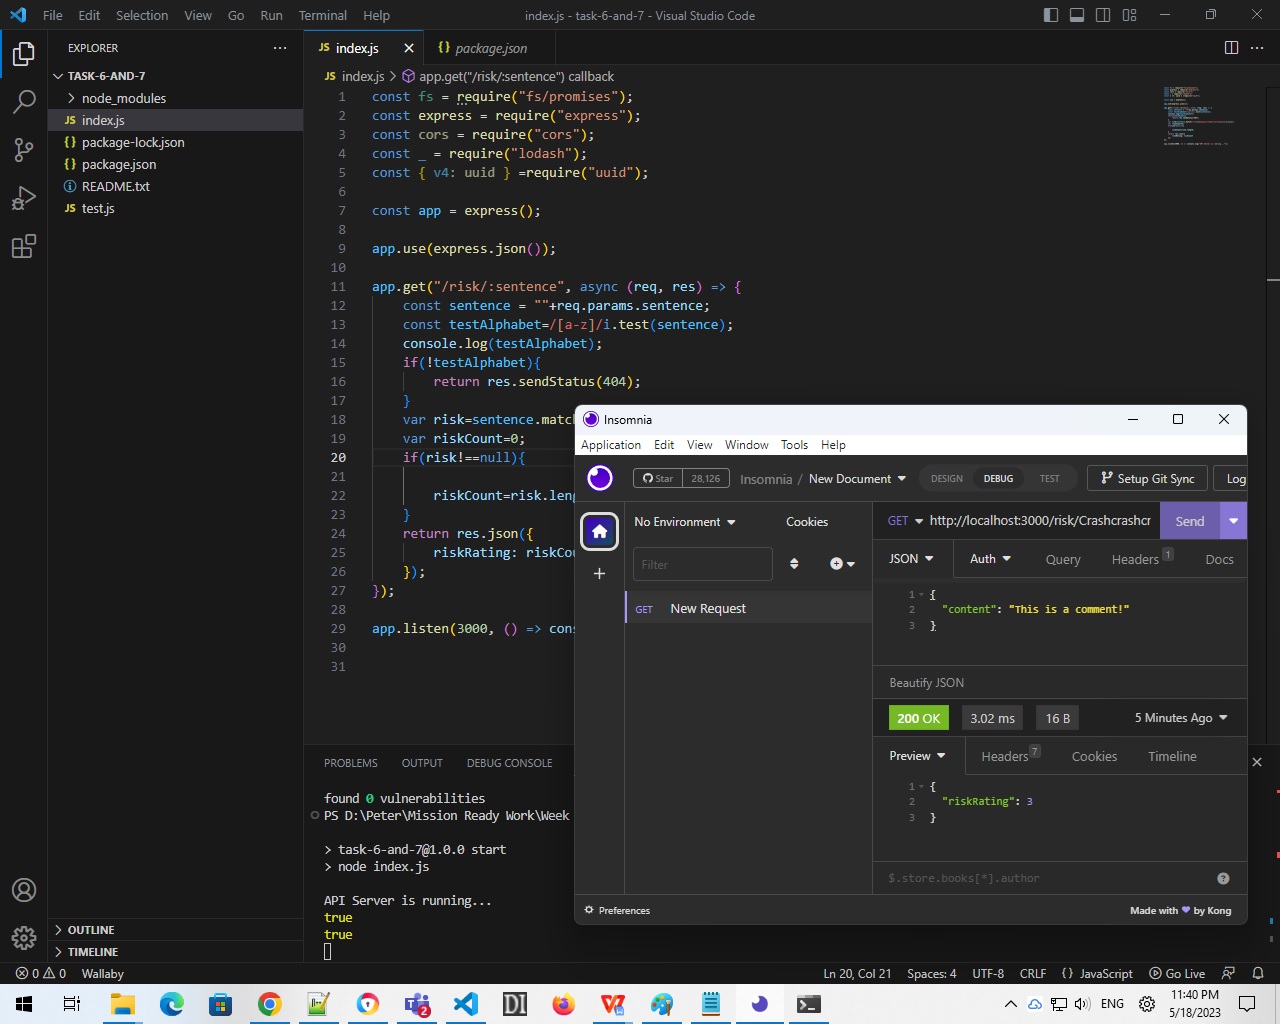 File Edit Selection View Go Run Terminal Help
index.js - task-6-and-7 - Visual Studio Code
EXPLORER
TASK-6-AND-7
node_modules
JS index.js
{} package-lock.json
{} package.json
README.txt
JS test.js
OUTLINE
TIMELINE
JS index.js
{} package.json
JS index.js > app.get("/risk/:sentence") callback
1 const fs = require("fs/promises");
2 const express = require("express");
3 const cors = require("cors");
4 const _ = require("lodash");
5 const { v4: uuid } =require("uuid");
6
7 const app = express();
8
9 app.use(express.json());
10
11 app.get("/risk/:sentence", async (req, res) => {
12 const sentence = ""+req.params.sentence;
13 const testAlphabet=/[a-z]/i.test(sentence);
14 console.log(testAlphabet);
15 if(!testAlphabet){
16 return res.sendStatus(404);
17 }
18 var risk=sentence.matc
19 var riskCount=0;
20 if(risk!==null){
21
22 riskCount=risk.leng
23 }
24 return res.json({
25 riskRating: riskCou
26 });
27 });
28
29 app.listen(3000, () => cons
30
31
PROBLEMS OUTPUT DEBUG CONSOLE
found 0 vulnerabilities
PS D:\Peter\Mission Ready Work\Week
> task-6-and-7@1.0.0 start
> node index.js
API Server is running...
true
true
Insomnia
Application Edit View Window Tools Help
Star 28,126
Insomnia / New Document
DESIGN DEBUG TEST
Setup Git Sync
Log
No Environment
Cookies
Filter
GET New Request
GET http://localhost:3000/risk/Crashcrashcr
Send
JSON Auth Query Headers 1 Docs
1 {
2 "content": "This is a comment!"
3 }
Beautify JSON
200 OK 3.02 ms 16 B 5 Minutes Ago
Preview Headers 7 Cookies Timeline
1 {
2 "riskRating": 3
3 }
$.store.books[*].author
Preferences
Made with by Kong
0 0 Wallaby
Ln 20, Col 21 Spaces: 4 UTF-8 CRLF {} JavaScript Go Live
2
DI
ENG
11:40 PM
5/18/2023